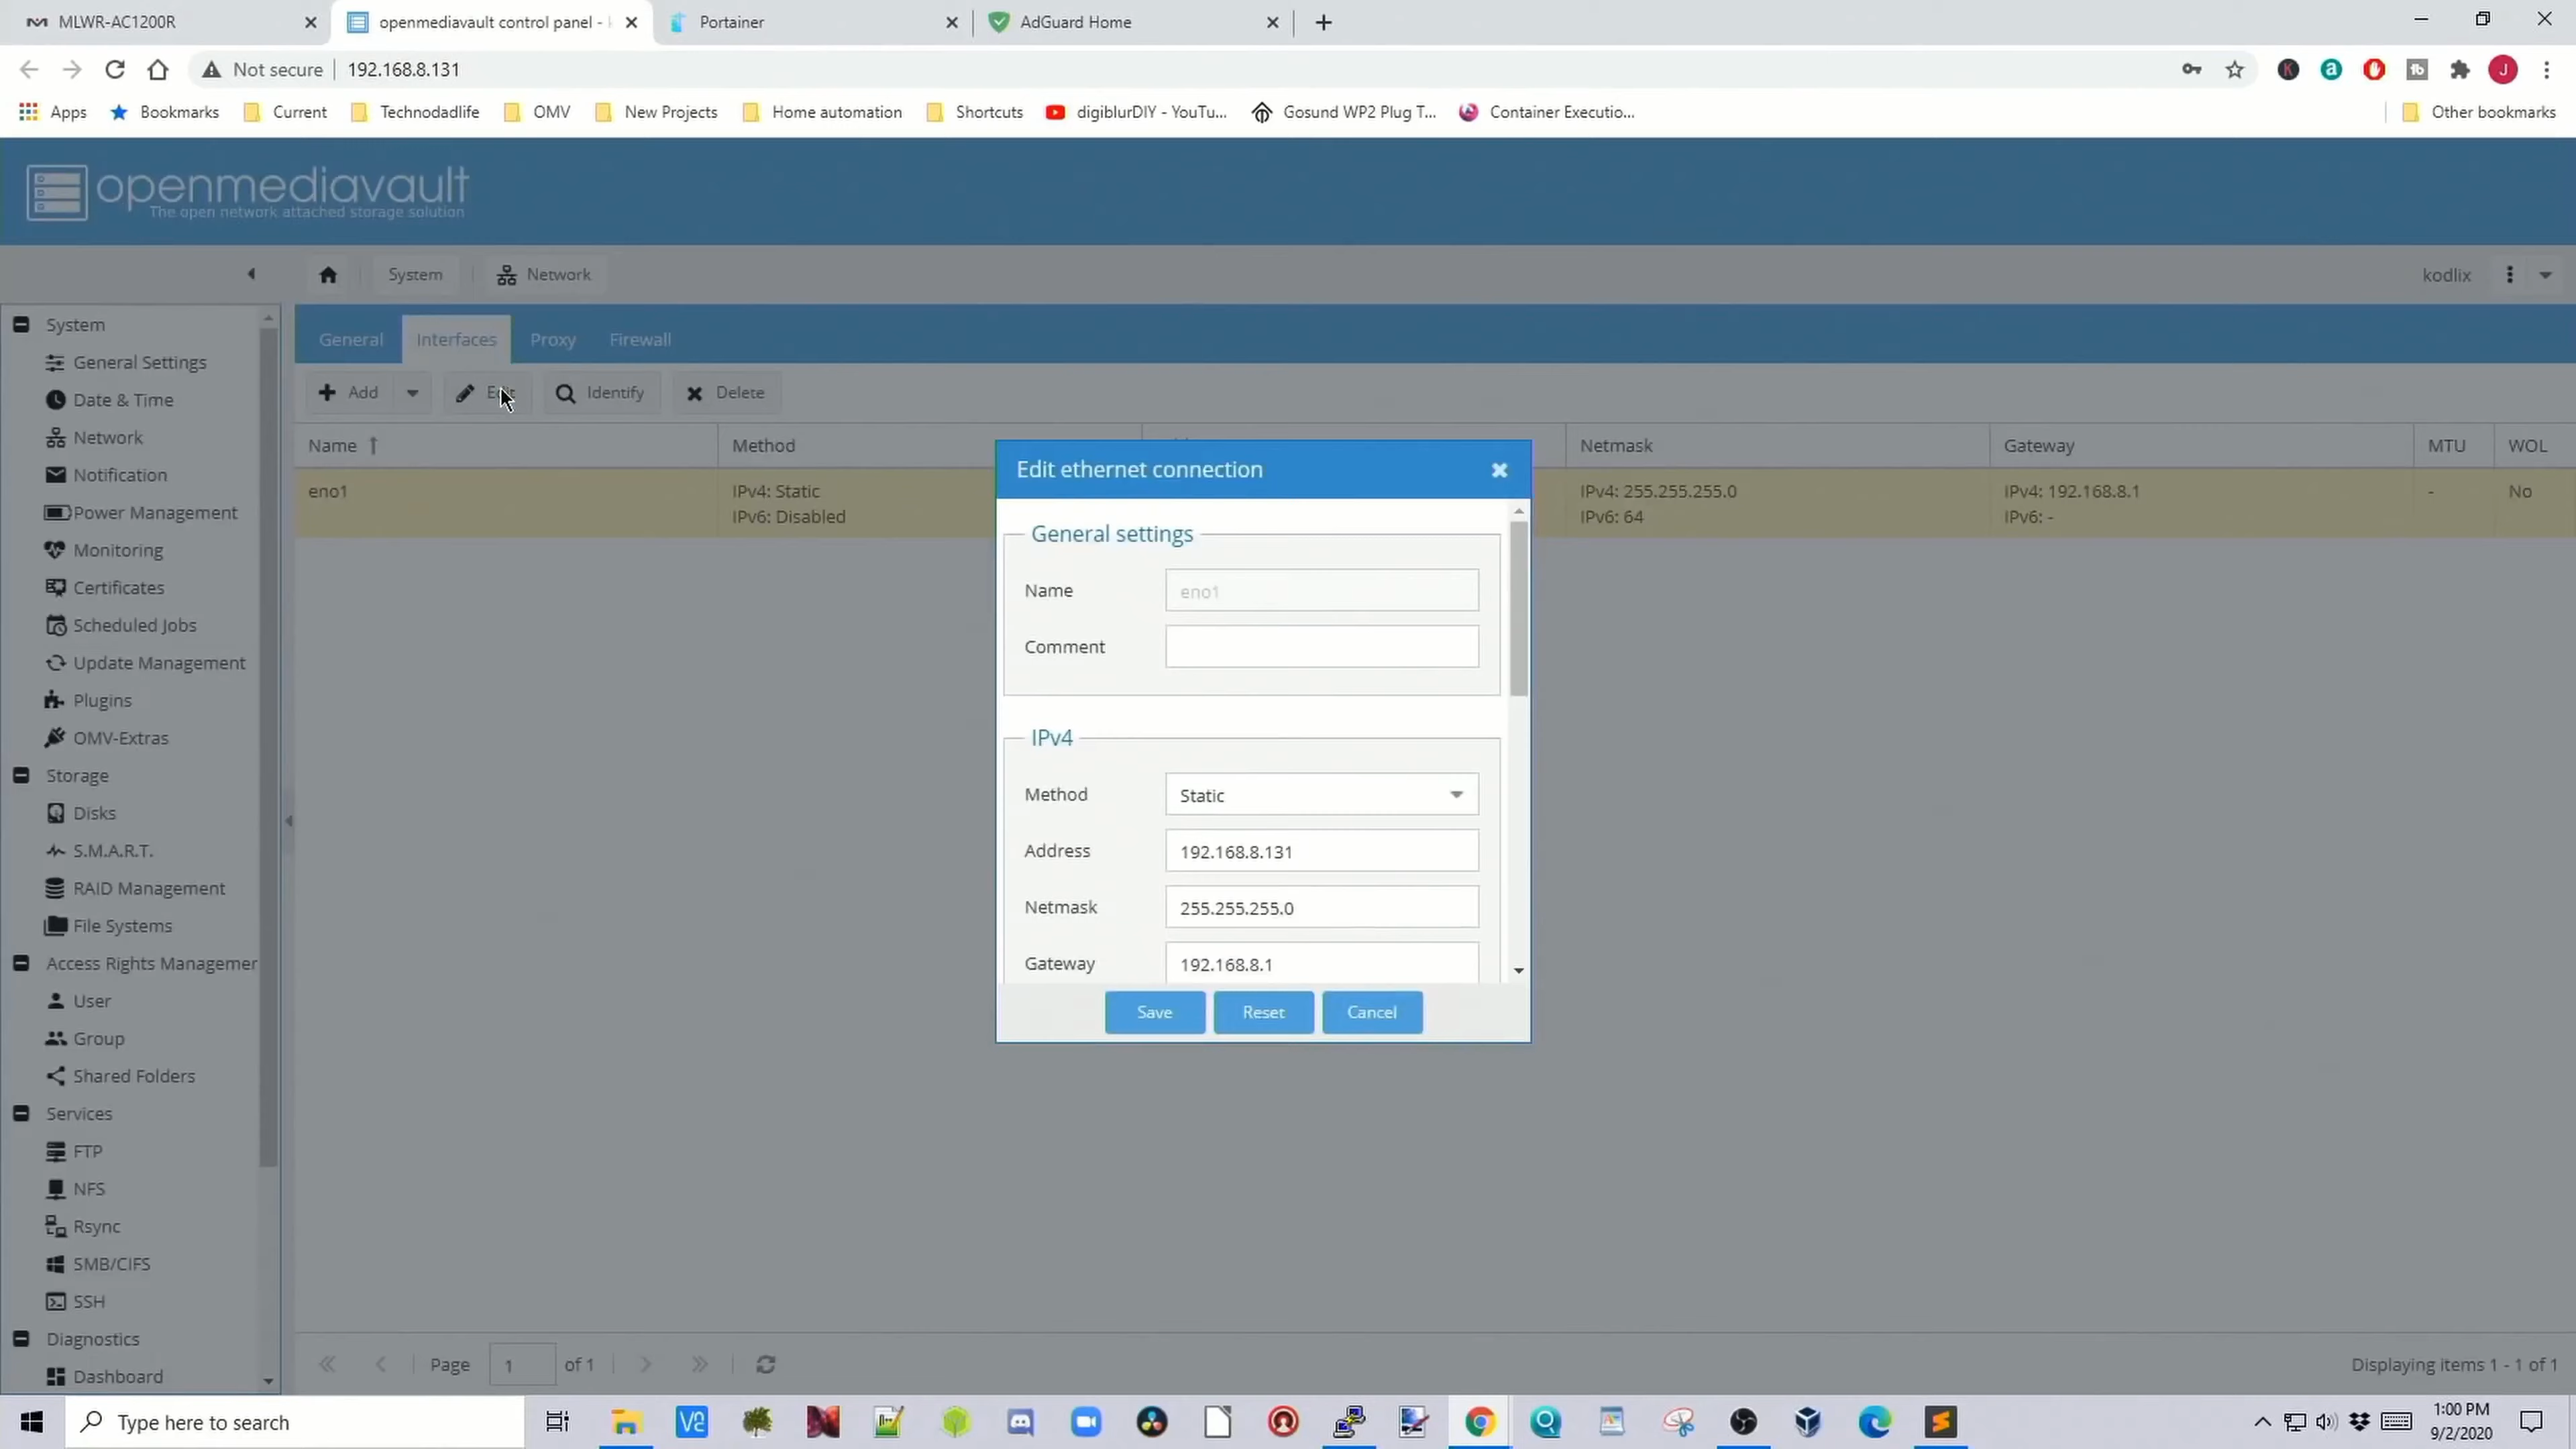 MLWR-AC1200R
openmediavault control panel -
Portainer
AdGuard Home
Not secure 192.168.8.131
Apps Bookmarks Current Technodadlife OMV New Projects Home automation Shortcuts digiblurDIY - YouTu... Gosund WP2 Plug T... Container Executio... Other bookmarks
openmediavault
The open network attached storage solution
System Network kodlix
System
General Settings
Date & Time
Network
Notification
Power Management
Monitoring
Certificates
Scheduled Jobs
Update Management
Plugins
OMV-Extras
Storage
Disks
S.M.A.R.T.
RAID Management
File Systems
Access Rights Managemer
User
Group
Shared Folders
Services
FTP
NFS
Rsync
SMB/CIFS
SSH
Diagnostics
Dashboard
General Interfaces Proxy Firewall
Add Edit Identify Delete
Name Method Netmask Gateway MTU WOL
eno1 IPv4: Static IPv4: 255.255.255.0 IPv4: 192.168.8.1 - No
IPv6: Disabled IPv6: 64 IPv6: -
Edit ethernet connection
General settings
Name eno1
Comment
IPv4
Method Static
Address 192.168.8.131
Netmask 255.255.255.0
Gateway 192.168.8.1
Save Reset Cancel
Page 1 of 1 Displaying items 1 - 1 of 1
Type here to search
1:00 PM
9/2/2020